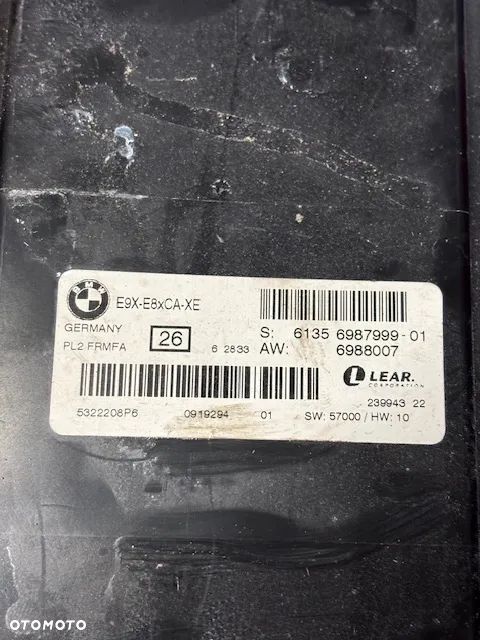 BMW
E9X-E8xCA-XE
GERMANY
PL2 FRMFA 26 6 2833
S: 6135 6987999-01
AW: 6988007
LEAR.
CORPORATION
239943 22
5322208P6 0919294 01 SW: 57000 / HW: 10
OTOMOTO